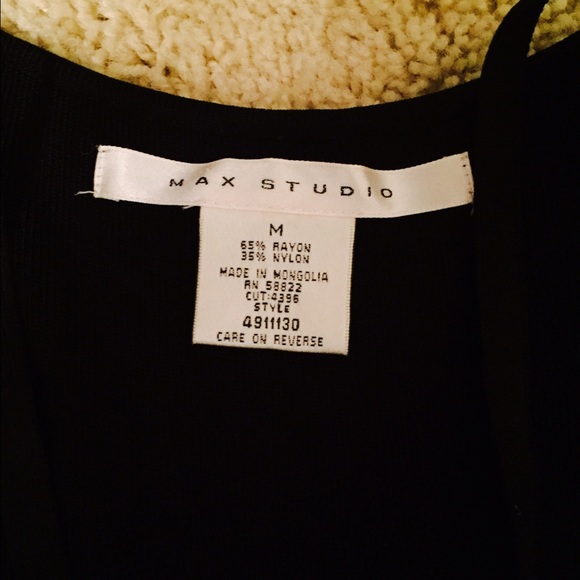 MAX STUDIO
M
65% RAYON
35% NYLON
MADE IN MONGOLIA
RN 58822
CUT:4396
STYLE
4911130
CARE ON REVERSE